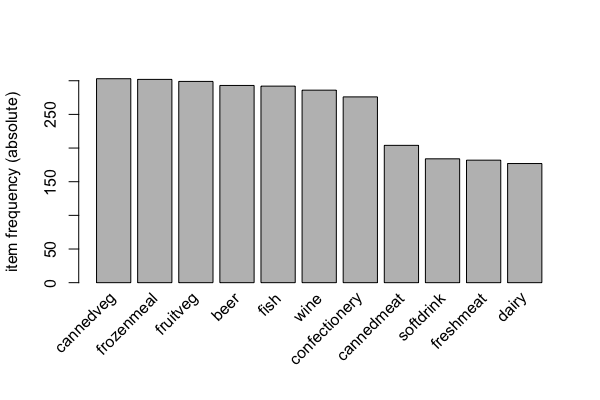 item frequency (absolute)
250
150
50
0
cannedveg
frozenmeal
fruitveg
beer
fish
wine
confectionery
cannedmeat
softdrink
freshmeat
dairy